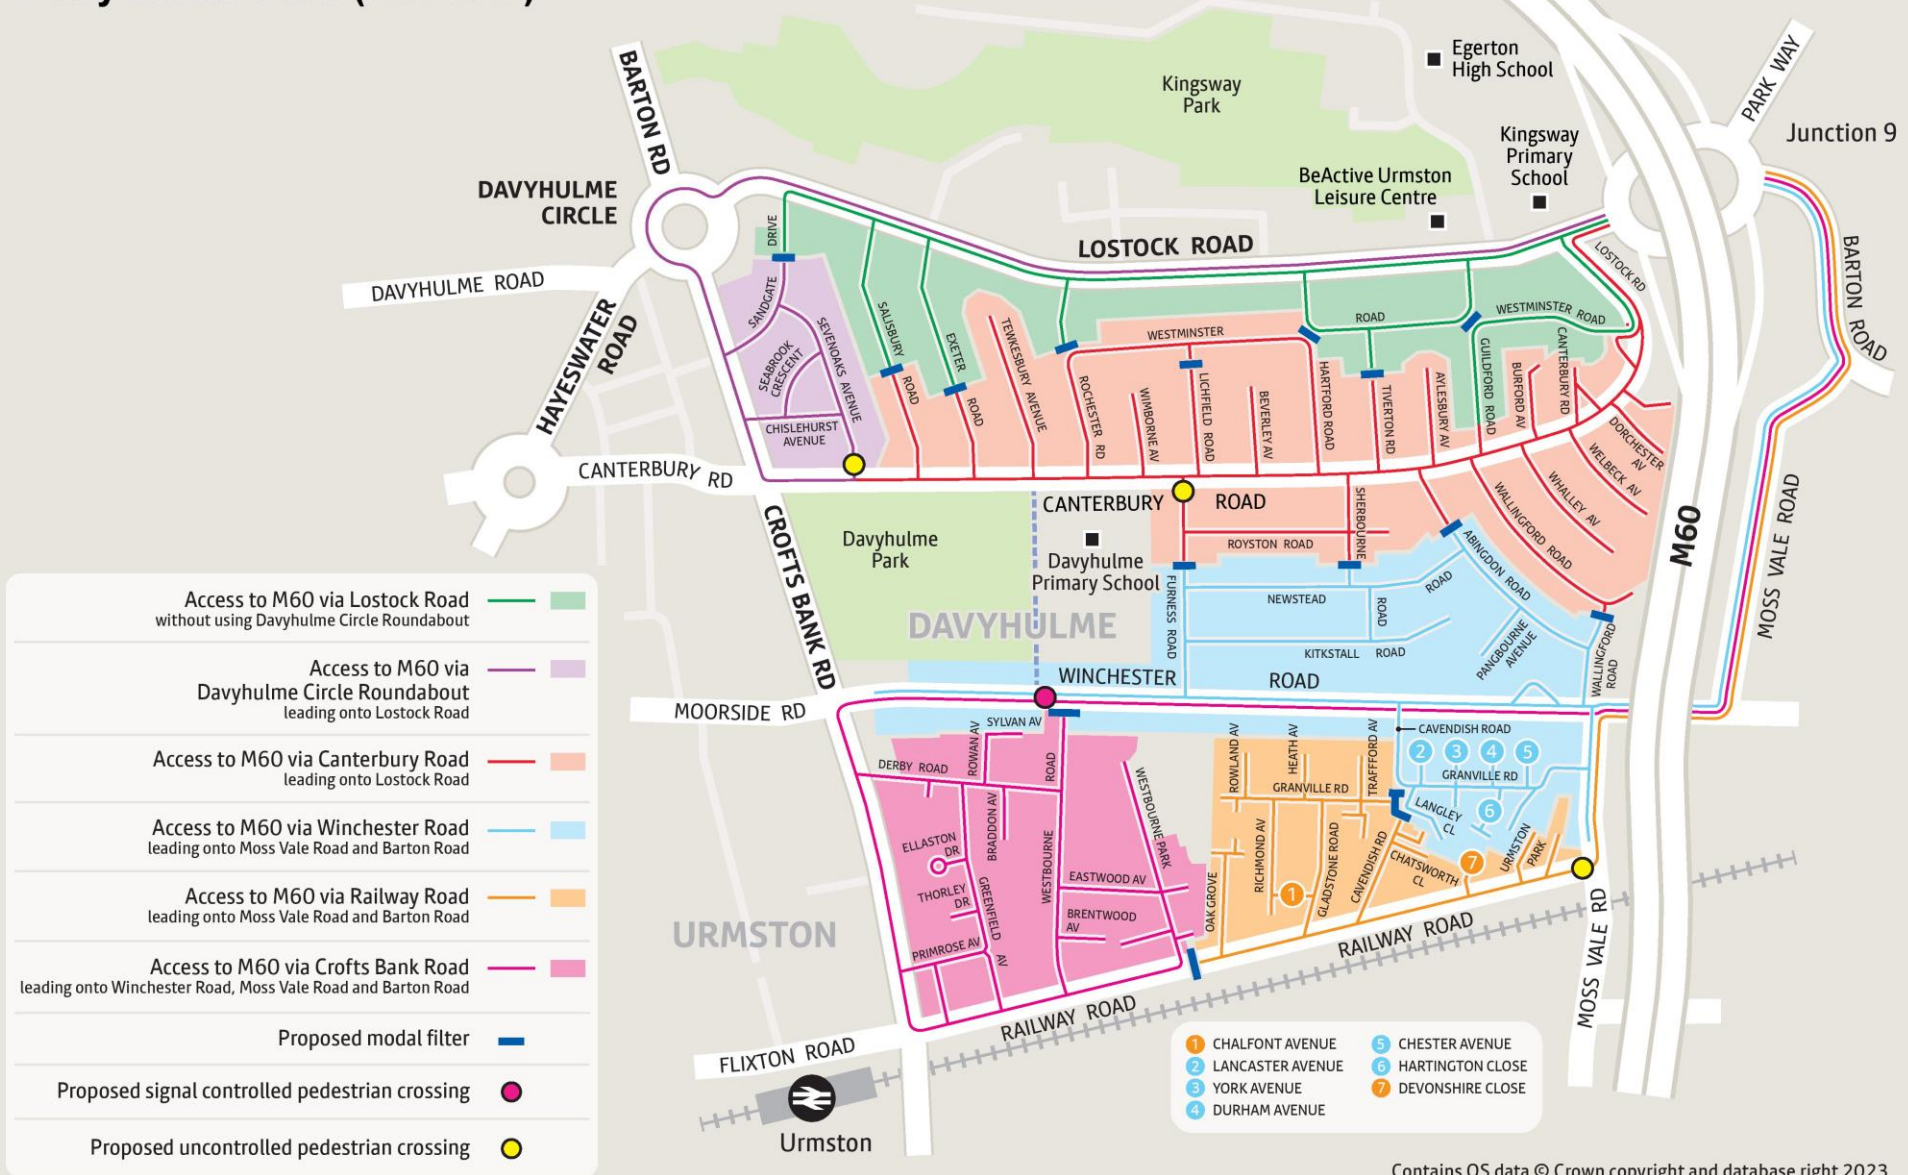 BARTON RD
Kingsway
Park
Egerton
High School
PARK WAY
Junction 9
Kingsway
Primary
School
BeActive Urmston
Leisure Centre
DAVYHULME
CIRCLE
DRIVE
LOSTOCK ROAD
LOSTOCK RD
BARTON ROAD
DAVYHULME ROAD
HAYESWATER
ROAD
SANDGATE
SEVENOAKS AVENUE
SEABROOK
CRESCENT
CHISLEHURST
AVENUE
SALISBURY
ROAD
EXETER
ROAD
TEWKESBURY AVENUE
WESTMINSTER
ROAD
WESTMINSTER ROAD
ROCHESTER RD
WIMBORNE AV
LICHFIELD ROAD
BEVERLEY AV
HARTFORD ROAD
TIVERTON RD
AYLESBURY AV
GUILDFORD ROAD
BURFORD AV
CANTERBURY RD
DORCHESTER
AV
WELBECK AV
WHALLEY AV
WALLINGFORD ROAD
CANTERBURY RD
CANTERBURY
ROAD
SHERBOURNE
ROYSTON ROAD
M60
MOSS VALE ROAD
CROFTS BANK RD
Davyhulme
Park
Davyhulme
Primary School
DAVYHULME
FURNESS ROAD
NEWSTEAD
ROAD
ROAD
ABINGDON ROAD
KITKSTALL ROAD
PANGBOURNE
AVENUE
WALLINGFORD
ROAD
WINCHESTER
ROAD
MOORSIDE RD
SYLVAN AV
ROWAN AV
DERBY ROAD
ROAD
BRADDON AV
ELLASTON
DR
THORLEY
DR
GREENFIELD
AV
PRIMROSE AV
WESTBOURNE
WESTBOURNE PARK
EASTWOOD AV
BRENTWOOD
AV
ROWLAND AV
HEATH AV
TRAFFFORD AV
GRANVILLE RD
CAVENDISH ROAD
2
3
4
5
GRANVILLE RD
LANGLEY
CL
6
RICHMOND AV
GLADSTONE ROAD
CAVENDISH RD
CHATSWORTH
CL
7
URMSTON
PARK
OAK GROVE
1
RAILWAY ROAD
MOSS VALE RD
URMSTON
RAILWAY ROAD
FLIXTON ROAD
Urmston
Access to M60 via Lostock Road
without using Davyhulme Circle Roundabout
Access to M60 via
Davyhulme Circle Roundabout
leading onto Lostock Road
Access to M60 via Canterbury Road
leading onto Lostock Road
Access to M60 via Winchester Road
leading onto Moss Vale Road and Barton Road
Access to M60 via Railway Road
leading onto Moss Vale Road and Barton Road
Access to M60 via Crofts Bank Road
leading onto Winchester Road, Moss Vale Road and Barton Road
Proposed modal filter
Proposed signal controlled pedestrian crossing
Proposed uncontrolled pedestrian crossing
1 CHALFONT AVENUE
2 LANCASTER AVENUE
3 YORK AVENUE
4 DURHAM AVENUE
5 CHESTER AVENUE
6 HARTINGTON CLOSE
7 DEVONSHIRE CLOSE
Contains OS data © Crown copyright and database right 2023